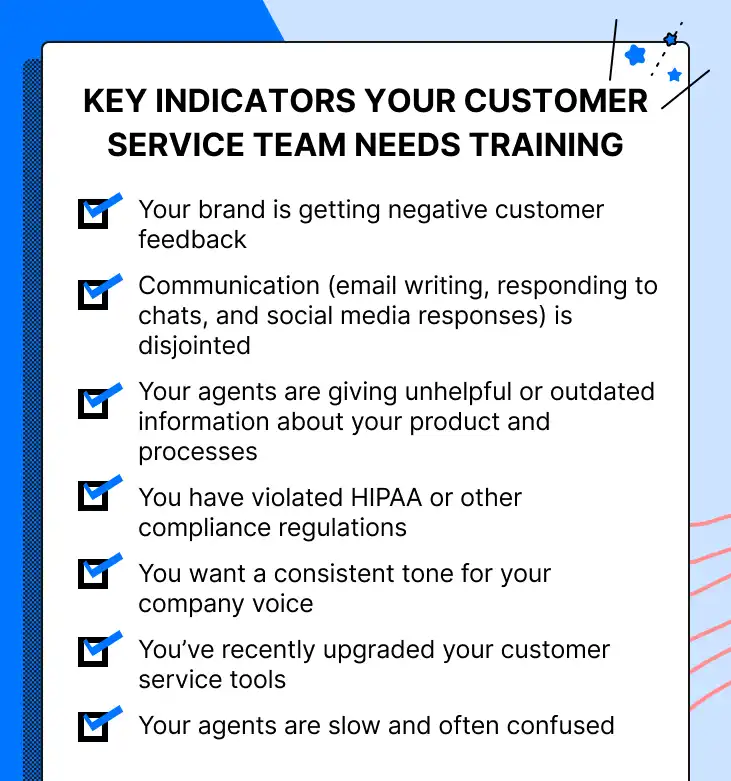 KEY INDICATORS YOUR CUSTOMER
SERVICE TEAM NEEDS TRAINING
Your brand is getting negative customer
feedback
Communication (email writing, responding to
chats, and social media responses) is
disjointed
Your agents are giving unhelpful or outdated
information about your product and
processes
You have violated HIPAA or other
compliance regulations
You want a consistent tone for your
company voice
You’ve recently upgraded your customer
service tools
Your agents are slow and often confused